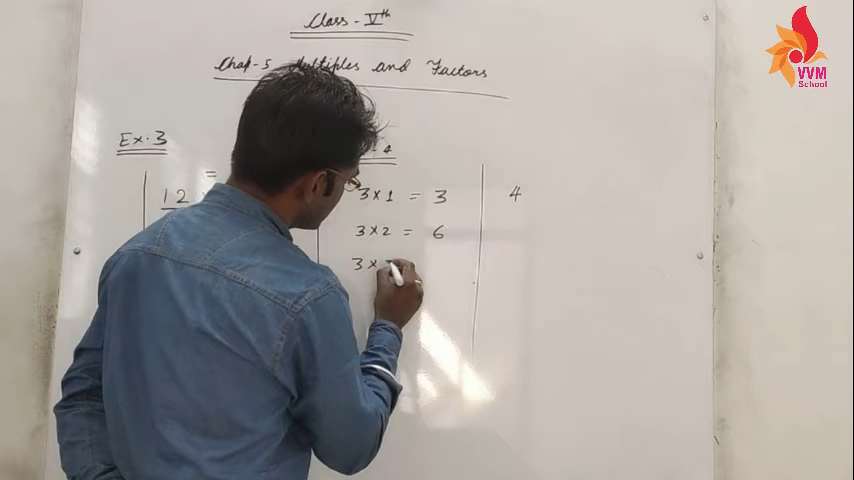 Class - Vth
Chap-5 Multiples and Factors
Ex. 3
. 4
=
12
3 × 1 = 3
4
3 × 2 = 6
3 ×
VVM
School